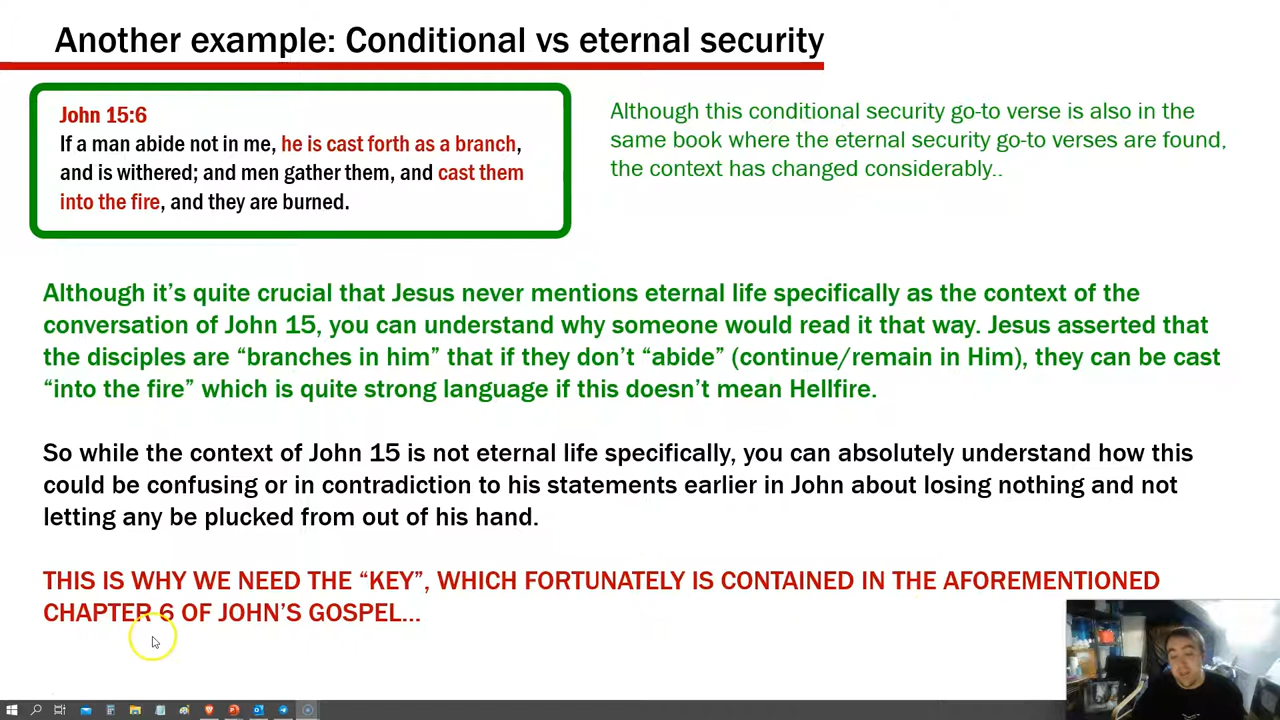 Another example: Conditional vs eternal security
John 15:6
If a man abide not in me, he is cast forth as a branch,
and is withered; and men gather them, and cast them
into the fire, and they are burned.
Although this conditional security go-to verse is also in the
same book where the eternal security go-to verses are found,
the context has changed considerably..
Although it’s quite crucial that Jesus never mentions eternal life specifically as the context of the
conversation of John 15, you can understand why someone would read it that way. Jesus asserted that
the disciples are “branches in him” that if they don’t “abide” (continue/remain in Him), they can be cast
“into the fire” which is quite strong language if this doesn’t mean Hellfire.
So while the context of John 15 is not eternal life specifically, you can absolutely understand how this
could be confusing or in contradiction to his statements earlier in John about losing nothing and not
letting any be plucked from out of his hand.
THIS IS WHY WE NEED THE “KEY”, WHICH FORTUNATELY IS CONTAINED IN THE AFOREMENTIONED
CHAPTER 6 OF JOHN’S GOSPEL...